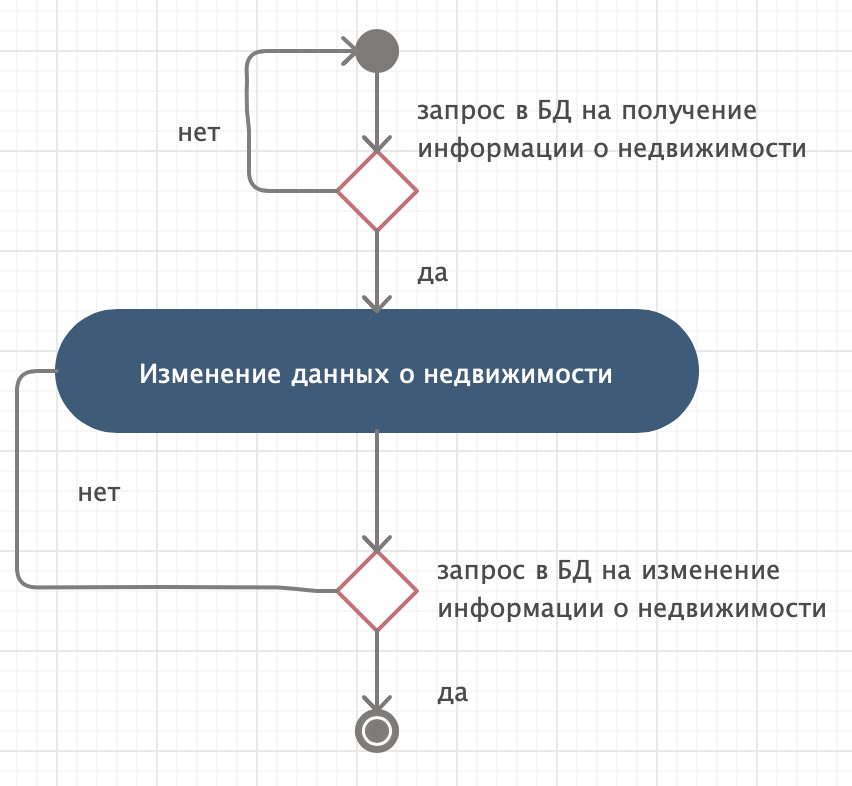 запрос в БД на получение
информации о недвижимости
нет
да
Изменение данных о недвижимости
нет
запрос в БД на изменение
информации о недвижимости
да